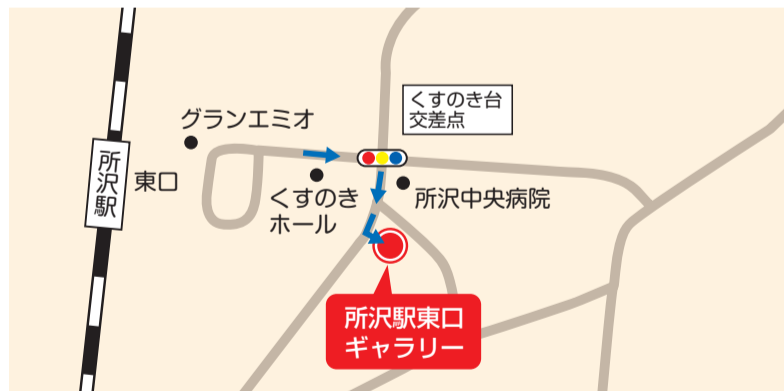 くすのき台
交差点
グランエミオ
所沢駅
東口
くすのき
ホール
所沢中央病院
所沢駅東口
ギャラリー